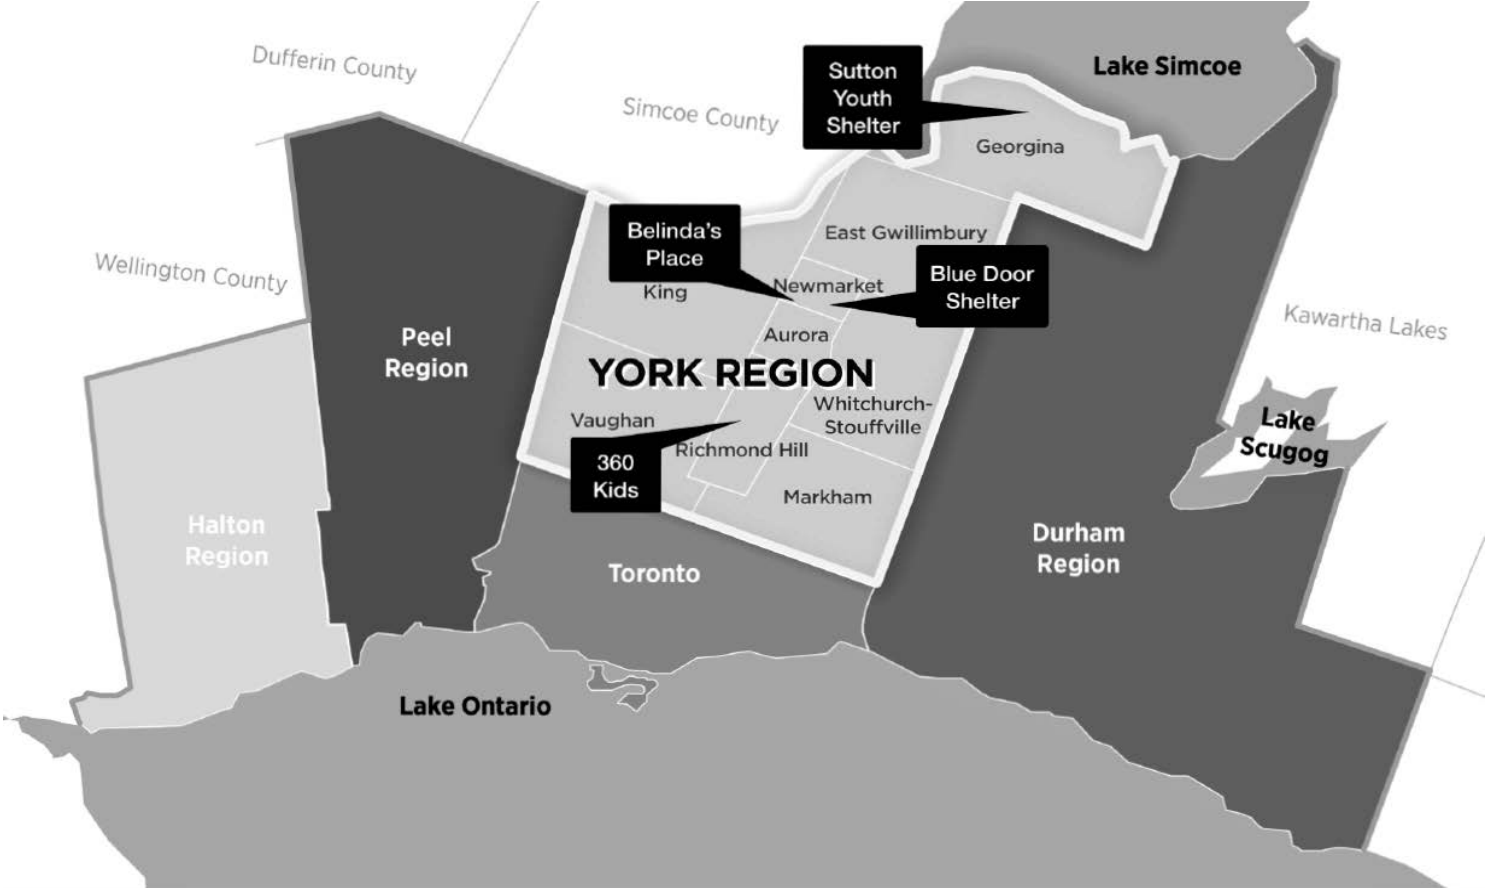 Dufferin County
Simcoe County
Sutton
Youth
Shelter
Lake Simcoe
Georgina
Wellington County
Belinda's
Place
East Gwillimbury
King
Newmarket
Blue Door
Shelter
Kawartha Lakes
Peel
Region
Aurora
YORK REGION
Whitchurch-
Stouffville
Vaughan
Richmond Hill
360
Kids
Markham
Lake
Scugog
Halton
Region
Toronto
Durham
Region
Lake Ontario